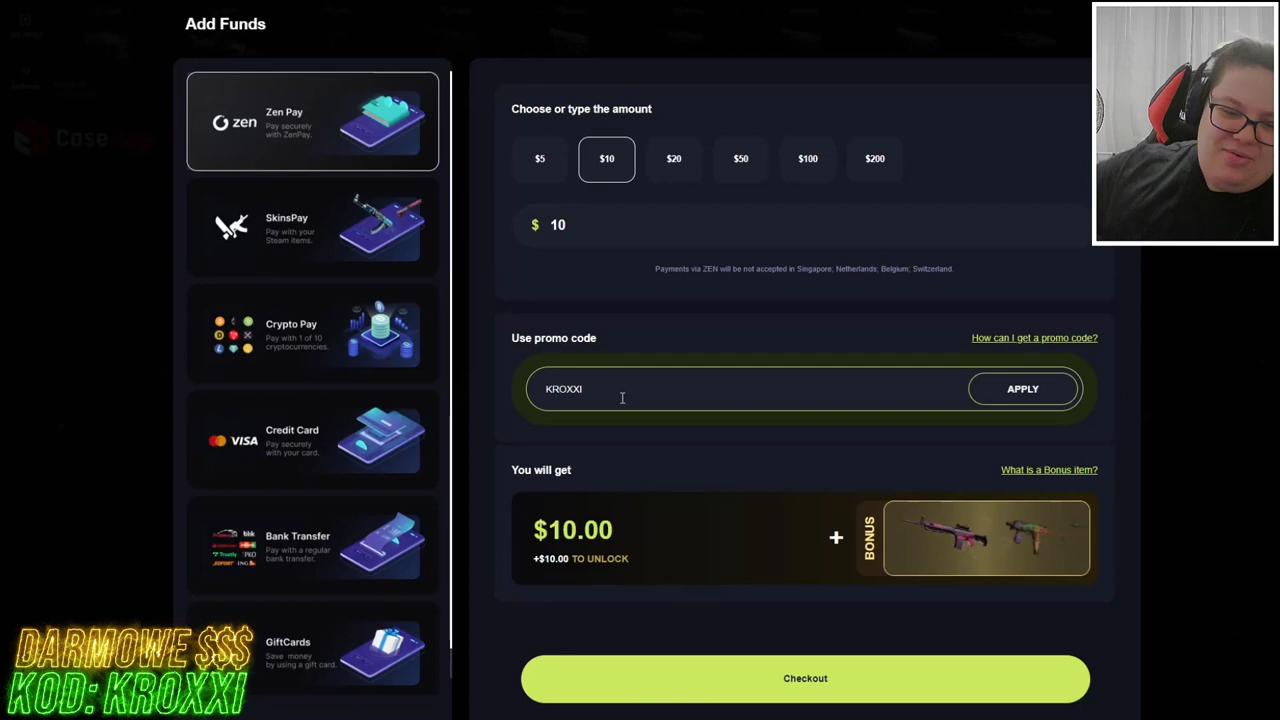 Add Funds
zen
Zen Pay
Pay securely
with ZenPay.
SkinsPay
Pay with your
Steam items.
Crypto Pay
Pay with 1 of 10
cryptocurrencies.
VISA
Credit Card
Pay securely
with your card.
Bank Transfer
Pay with a regular
bank transfer.
GiftCards
Save money
by using a gift card.
Choose or type the amount
$5
$10
$20
$50
$100
$200
$ 10
Payments via ZEN will be not accepted in Singapore; Netherlands; Belgium; Switzerland.
Use promo code
How can I get a promo code?
KROXXI
APPLY
You will get
What is a Bonus item?
$10.00
+$10.00 TO UNLOCK
+
BONUS
Checkout
Case
DARMOWE $$$
KOD: KROXXI